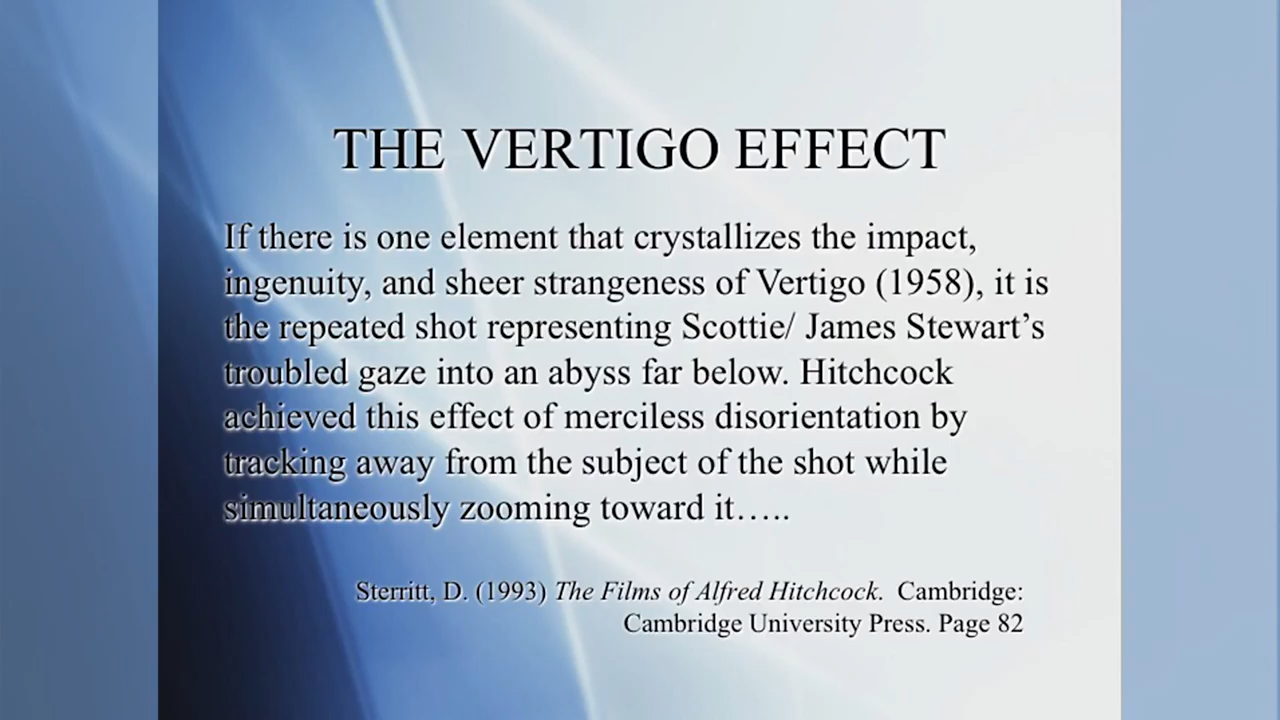 THE VERTIGO EFFECT
If there is one element that crystallizes the impact,
ingenuity, and sheer strangeness of Vertigo (1958), it is
the repeated shot representing Scottie/ James Stewart’s
troubled gaze into an abyss far below. Hitchcock
achieved this effect of merciless disorientation by
tracking away from the subject of the shot while
simultaneously zooming toward it…..
Sterritt, D. (1993) The Films of Alfred Hitchcock.  Cambridge:
Cambridge University Press. Page 82